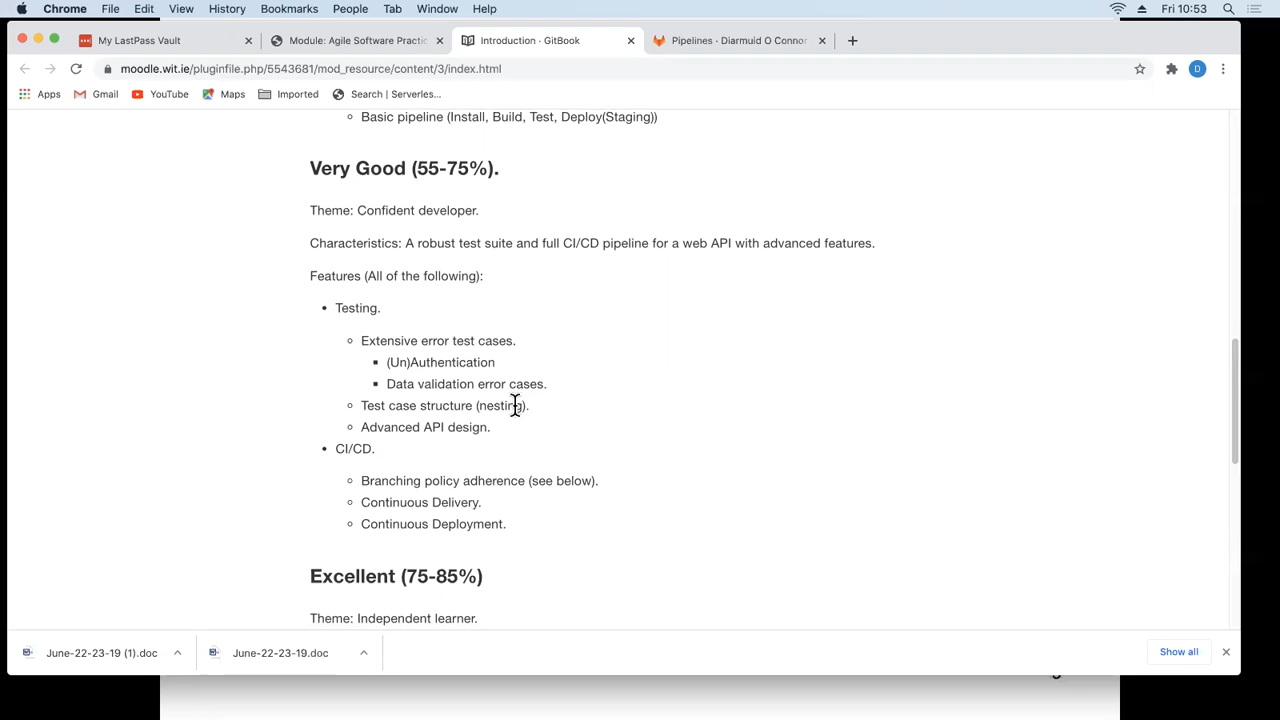 Chrome File Edit View History Bookmarks People Tab Window Help Fri 10:53
My LastPass Vault Module: Agile Software Practic Introduction · GitBook Pipelines · Diarmuid O Connor
moodle.wit.ie/pluginfile.php/5543681/mod_resource/content/3/index.html D
Apps Gmail YouTube Maps Imported Search | Serverless...
Basic pipeline (Install, Build, Test, Deploy(Staging))
Very Good (55-75%).
Theme: Confident developer.
Characteristics: A robust test suite and full CI/CD pipeline for a web API with advanced features.
Features (All of the following):
• Testing.
Extensive error test cases.
(Un)Authentication
Data validation error cases.
Test case structure (nesting).
Advanced API design.
• CI/CD.
Branching policy adherence (see below).
Continuous Delivery.
Continuous Deployment.
Excellent (75-85%)
Theme: Independent learner.
June-22-23-19 (1).doc June-22-23-19.doc Show all